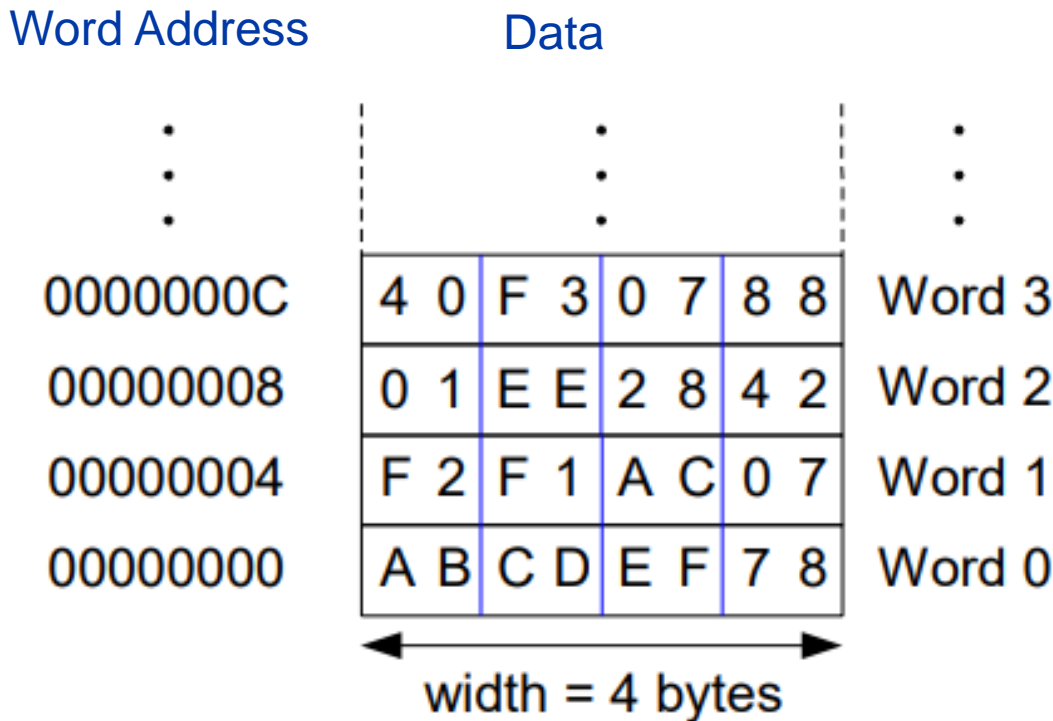 Word Address Data
0000000C 4 0 F 3 0 7 8 8 Word 3
00000008 0 1 E E 2 8 4 2 Word 2
00000004 F 2 F 1 A C 0 7 Word 1
00000000 A B C D E F 7 8 Word 0
width = 4 bytes